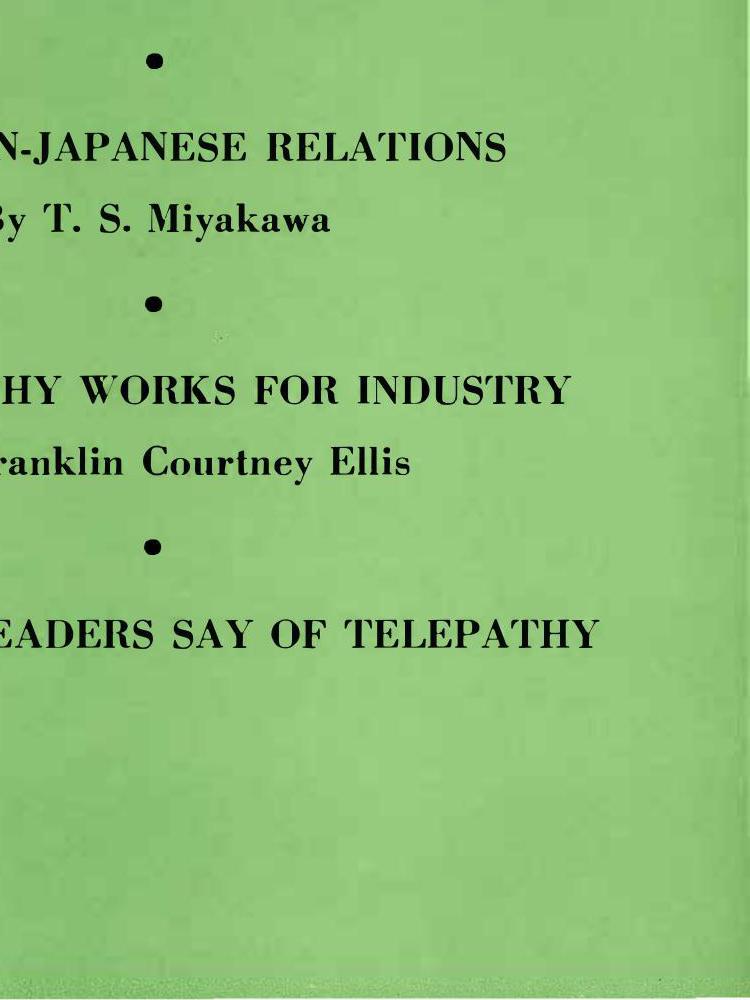 N-JAPANESE RELATIONS
By T. S. Miyakawa
HY WORKS FOR INDUSTRY
ranklin Courtney Ellis
EADERS SAY OF TELEPATHY